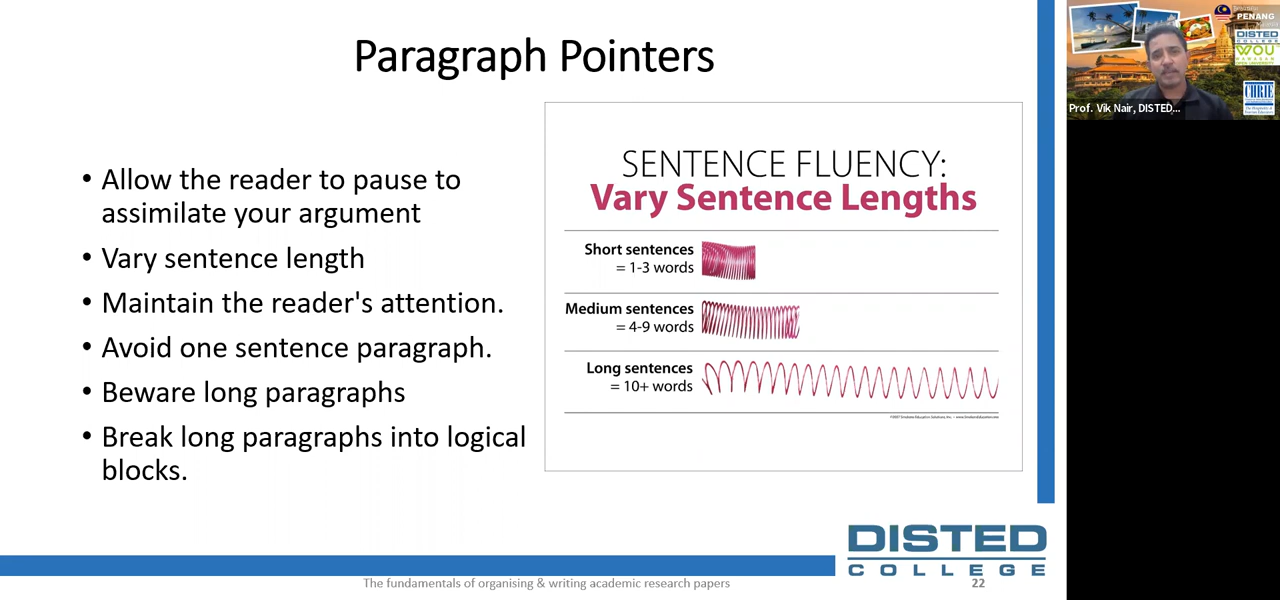 Paragraph Pointers
• Allow the reader to pause to
assimilate your argument
• Vary sentence length
• Maintain the reader's attention.
• Avoid one sentence paragraph.
• Beware long paragraphs
• Break long paragraphs into logical
blocks.
SENTENCE FLUENCY:
Vary Sentence Lengths
Short sentences
= 1-3 words
Medium sentences
= 4-9 words
Long sentences
= 10+ words
DISTED
COLLEGE
The fundamentals of organising & writing academic research papers
22
PENANG
DISTED
COLLEGE
WOU
CHRIE
Prof. Vik Nair, DISTED...